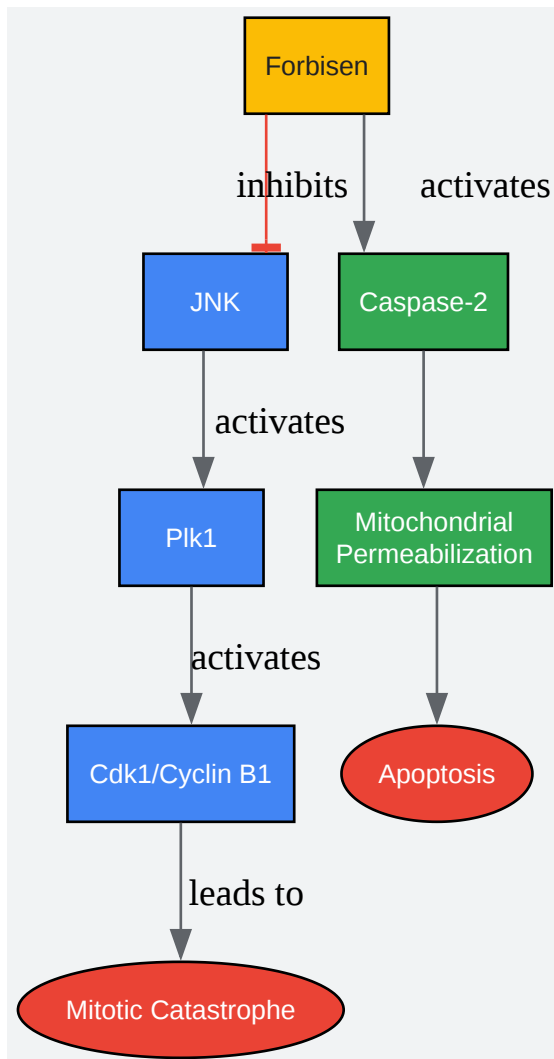 Forbisen
inhibits
activates
JNK
Caspase-2
activates
Plk1
Mitochondrial
Permeabilization
activates
Cdk1/Cyclin B1
Apoptosis
leads to
Mitotic Catastrophe